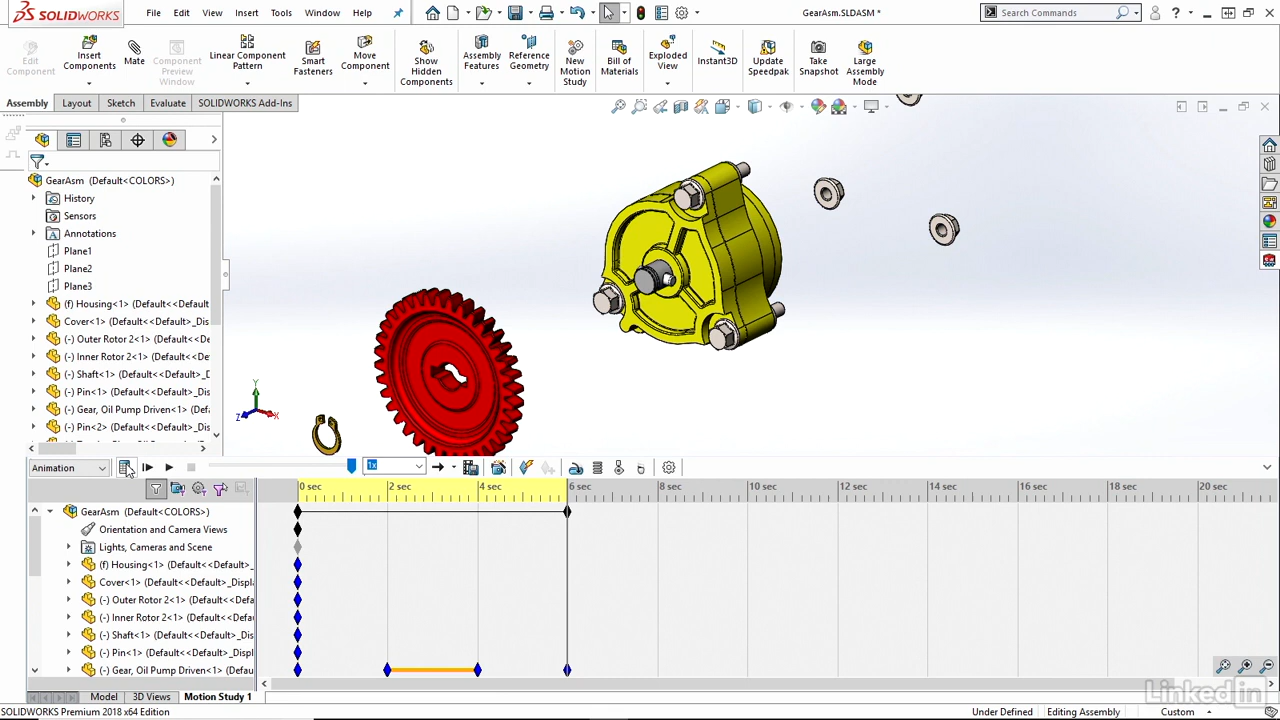 SOLIDWORKS File Edit View Insert Tools Window Help GearAsm.SLDASM * Search Commands
Edit Component
Insert Components
Mate
Component Preview Window
Linear Component Pattern
Smart Fasteners
Move Component
Show Hidden Components
Assembly Features
Reference Geometry
New Motion Study
Bill of Materials
Exploded View
Instant3D
Update Speedpak
Take Snapshot
Large Assembly Mode
Assembly Layout Sketch Evaluate SOLIDWORKS Add-Ins
GearAsm (Default<COLORS>)
History
Sensors
Annotations
Plane1
Plane2
Plane3
(f) Housing<1> (Default<<Default>
Cover<1> (Default<<Default>_Dis
(-) Outer Rotor 2<1> (Default<<D
(-) Inner Rotor 2<1> (Default<<D
(-) Shaft<1> (Default<<Default>_D
(-) Pin<1> (Default<<Default>_Dis
(-) Gear, Oil Pump Driven<1> (Def
(-) Pin<2> (Default<<Default>_Dis
Y
Z X
Animation 1x
0 sec 2 sec 4 sec 6 sec 8 sec 10 sec 12 sec 14 sec 16 sec 18 sec 20 sec
GearAsm (Default<COLORS>)
Orientation and Camera Views
Lights, Cameras and Scene
(f) Housing<1> (Default<<Default>_
Cover<1> (Default<<Default>_Displa
(-) Outer Rotor 2<1> (Default<<Defa
(-) Inner Rotor 2<1> (Default<<Defau
(-) Shaft<1> (Default<<Default>_Disp
(-) Pin<1> (Default<<Default>_Displ
(-) Gear, Oil Pump Driven<1> (Defau
Model 3D Views Motion Study 1
LinkedIn
SOLIDWORKS Premium 2018 x64 Edition Under Defined Editing Assembly Custom